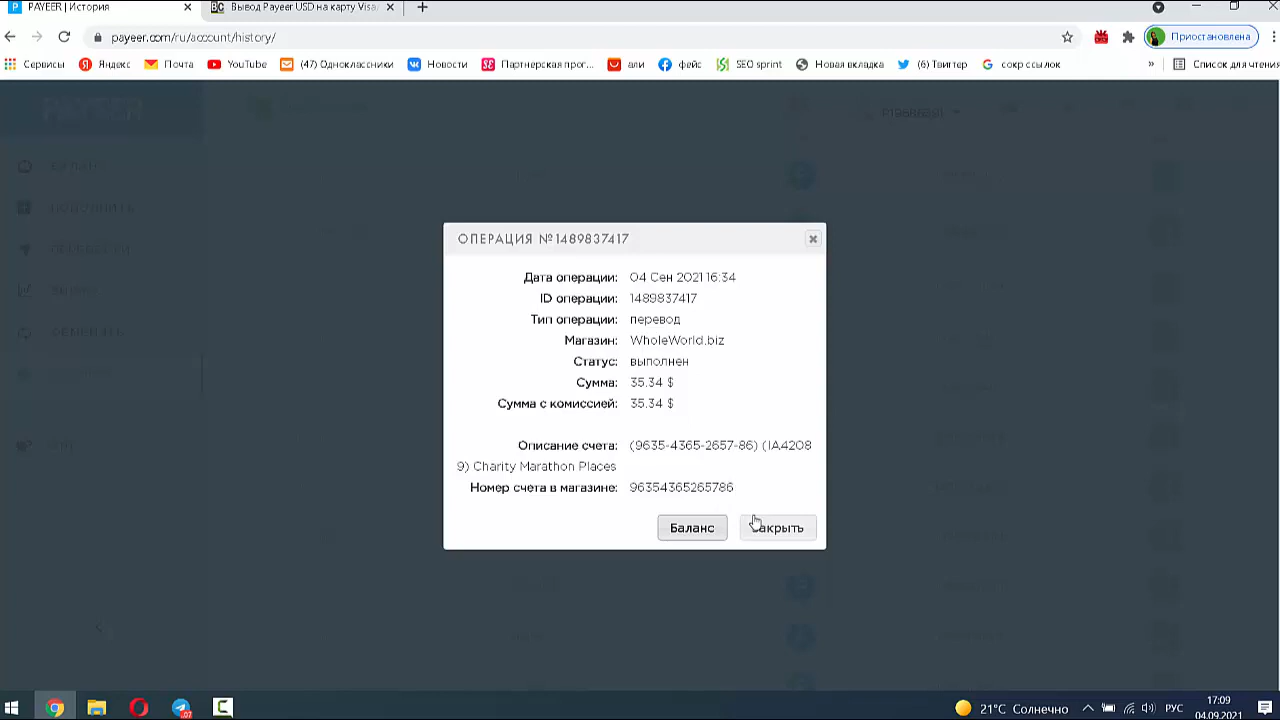 PAYEER | История
Вывод Payeer USD на карту Visa/
payeer.com/ru/account/history/
Приостановлена
Сервисы
Яндекс
Почта
YouTube
(47) Одноклассники
Новости
Партнерская прог...
али
фейс
SEO sprint
Новая вкладка
(6) Твиттер
сокр ссылок
»
Список для чтения
PAYEER
БАЛАНС
ПОПОЛНИТЬ
ОБМЕНЯТЬ
ОПЕРАЦИЯ №1489837417
Дата операции: 04 Сен 2021 16:34
ID операции: 1489837417
Тип операции: перевод
Магазин: WholeWorld.biz
Статус: выполнен
Сумма: 35.34 $
Сумма с комиссией: 35.34 $
Описание счета: (9635-4365-2657-86) (IA4208
9) Charity Marathon Places
Номер счета в магазине: 96354365265786
Баланс
Закрыть
21°C Солнечно
РУС
17:09
04.09.2021